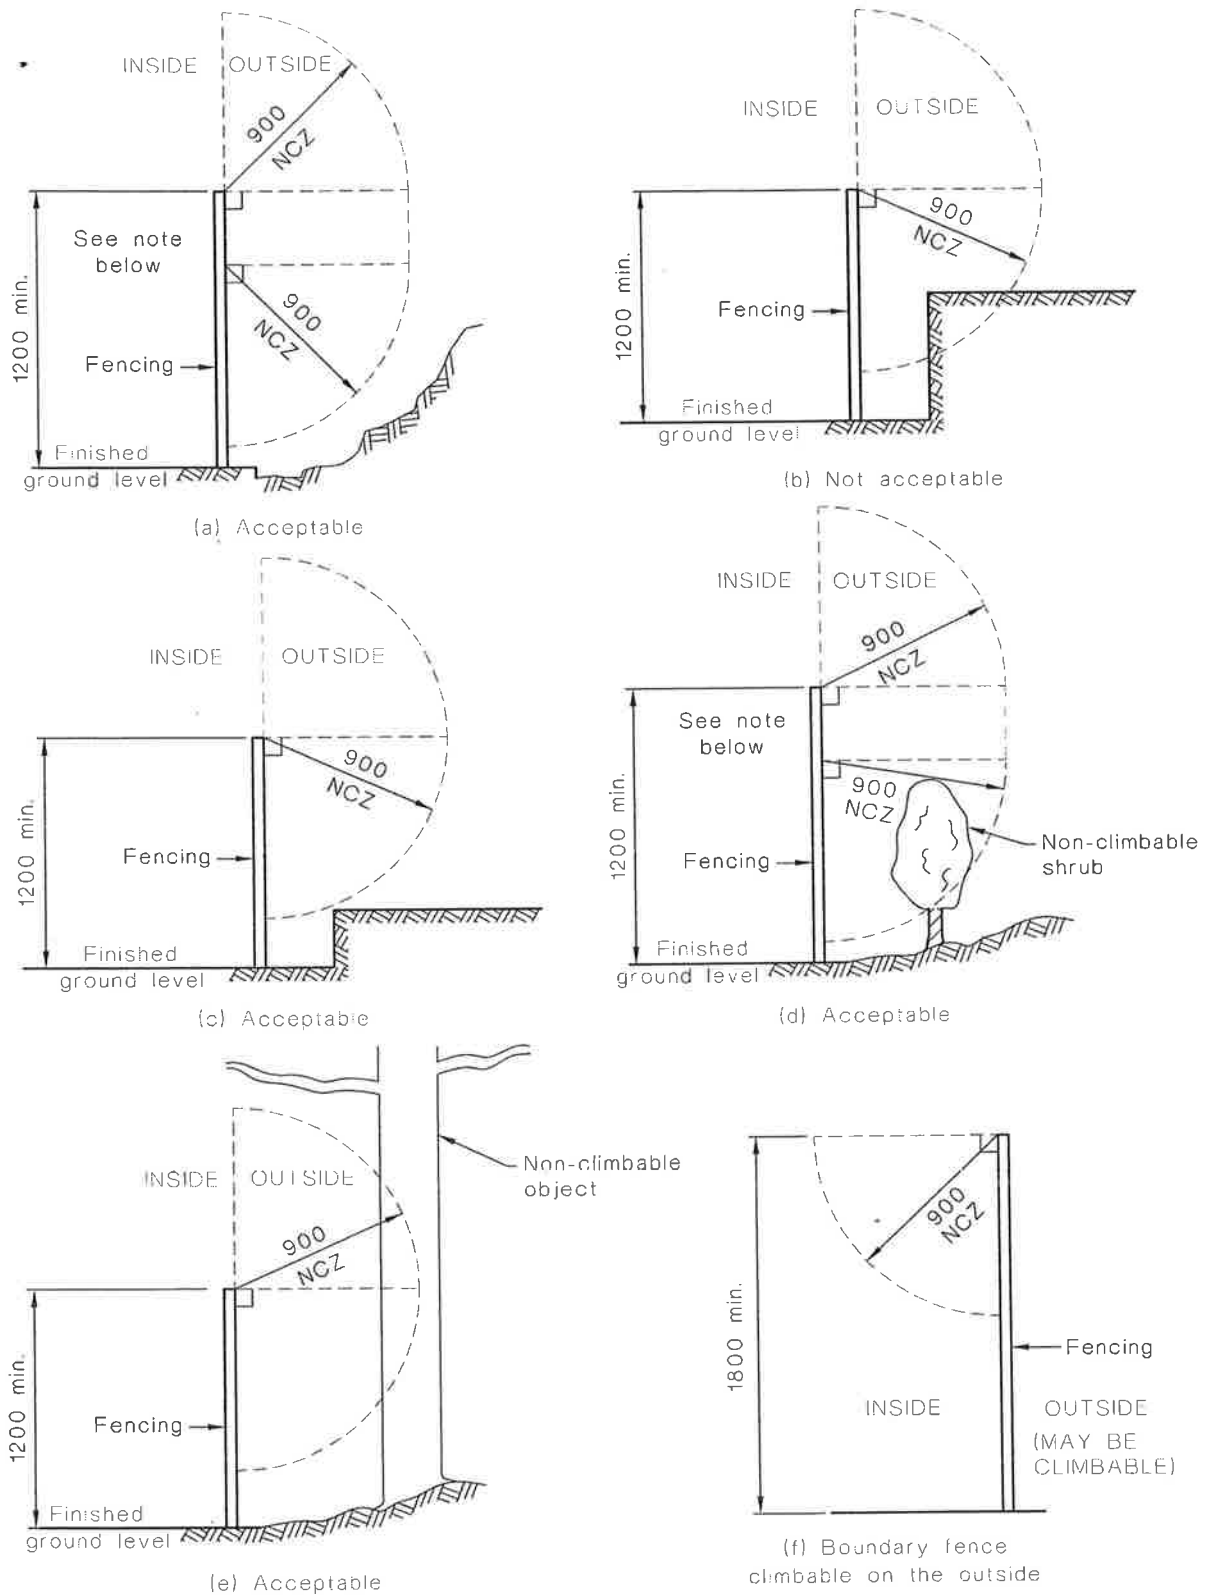 INSIDE OUTSIDE
900
NCZ
See note
below
900
NCZ
1200 min.
Fencing
Finished
ground level
(a) Acceptable
INSIDE OUTSIDE
900
NCZ
1200 min.
Fencing
Finished
ground level
(b) Not acceptable
INSIDE OUTSIDE
900
NCZ
1200 min.
Fencing
Finished
ground level
(c) Acceptable
INSIDE OUTSIDE
900
NCZ
See note
below
900
NCZ
1200 min.
Fencing
Non-climbable
shrub
Finished
ground level
(d) Acceptable
INSIDE OUTSIDE
Non-climbable
object
900
NCZ
1200 min.
Fencing
Finished
ground level
(e) Acceptable
900
NCZ
1800 min.
Fencing
INSIDE OUTSIDE
(MAY BE
CLIMBABLE)
(f) Boundary fence
climbable on the outside